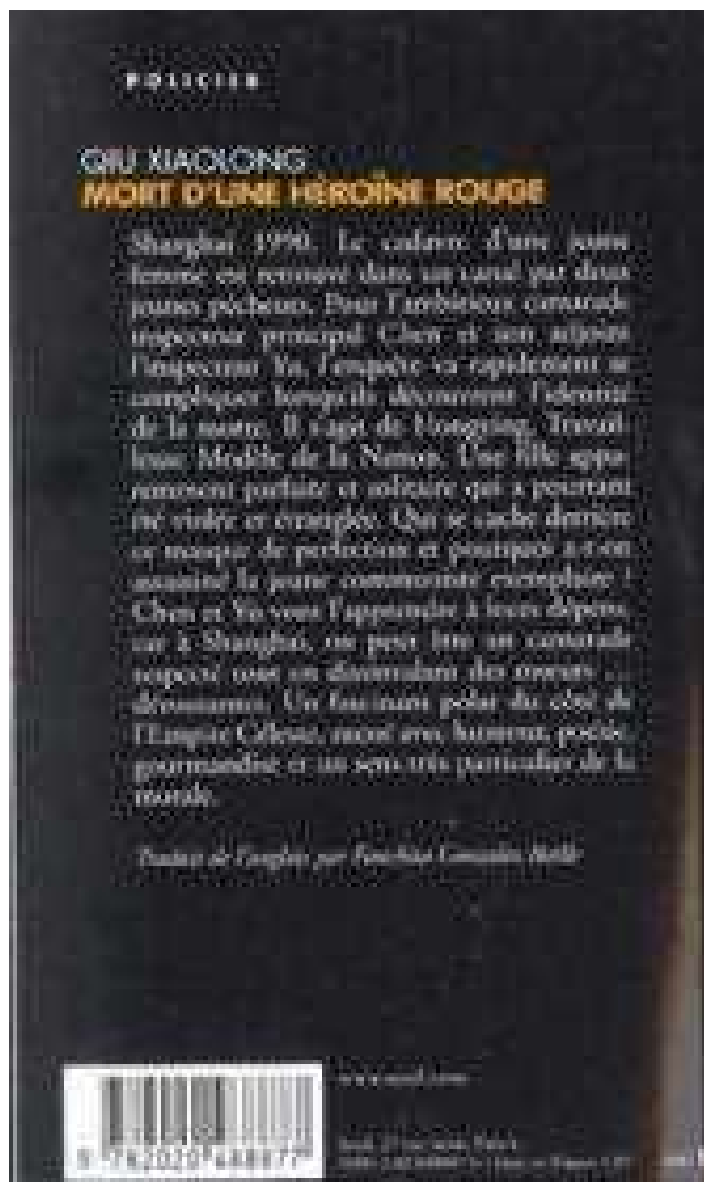 POLICIER
QIU XIAOLONG
MORT D'UNE HÉROÏNE ROUGE
Shanghai 1990. Le cadavre d'une jeune
femme est retrouvé dans un canal par deux
jeunes pêcheurs. Pour l'ambitieux camarade
inspecteur principal Chen et son adjoint
l'inspecteur Yu, l'enquête va rapidement se
compliquer lorsqu'ils découvrent l'identité
de la morte. Il s'agit de Hongying, Travail-
leuse Modèle de la Nation. Une fille appa-
remment parfaite et solitaire qui a pourtant
été violée et étranglée. Qui se cache derrière
ce masque de perfection et pourquoi a-t-on
assassiné la jeune communiste exemplaire ?
Chen et Yu vont l'apprendre à leurs dépens,
car à Shanghai, on peut être un camarade
respecté tout en dissimulant des mœurs ...
décousues. Un fascinant polar du côté de
l'Empire Céleste, mené avec humour, poésie,
gourmandise et un sens très particulier de la
morale.
Traduit de l'anglais par
www.seuil.com